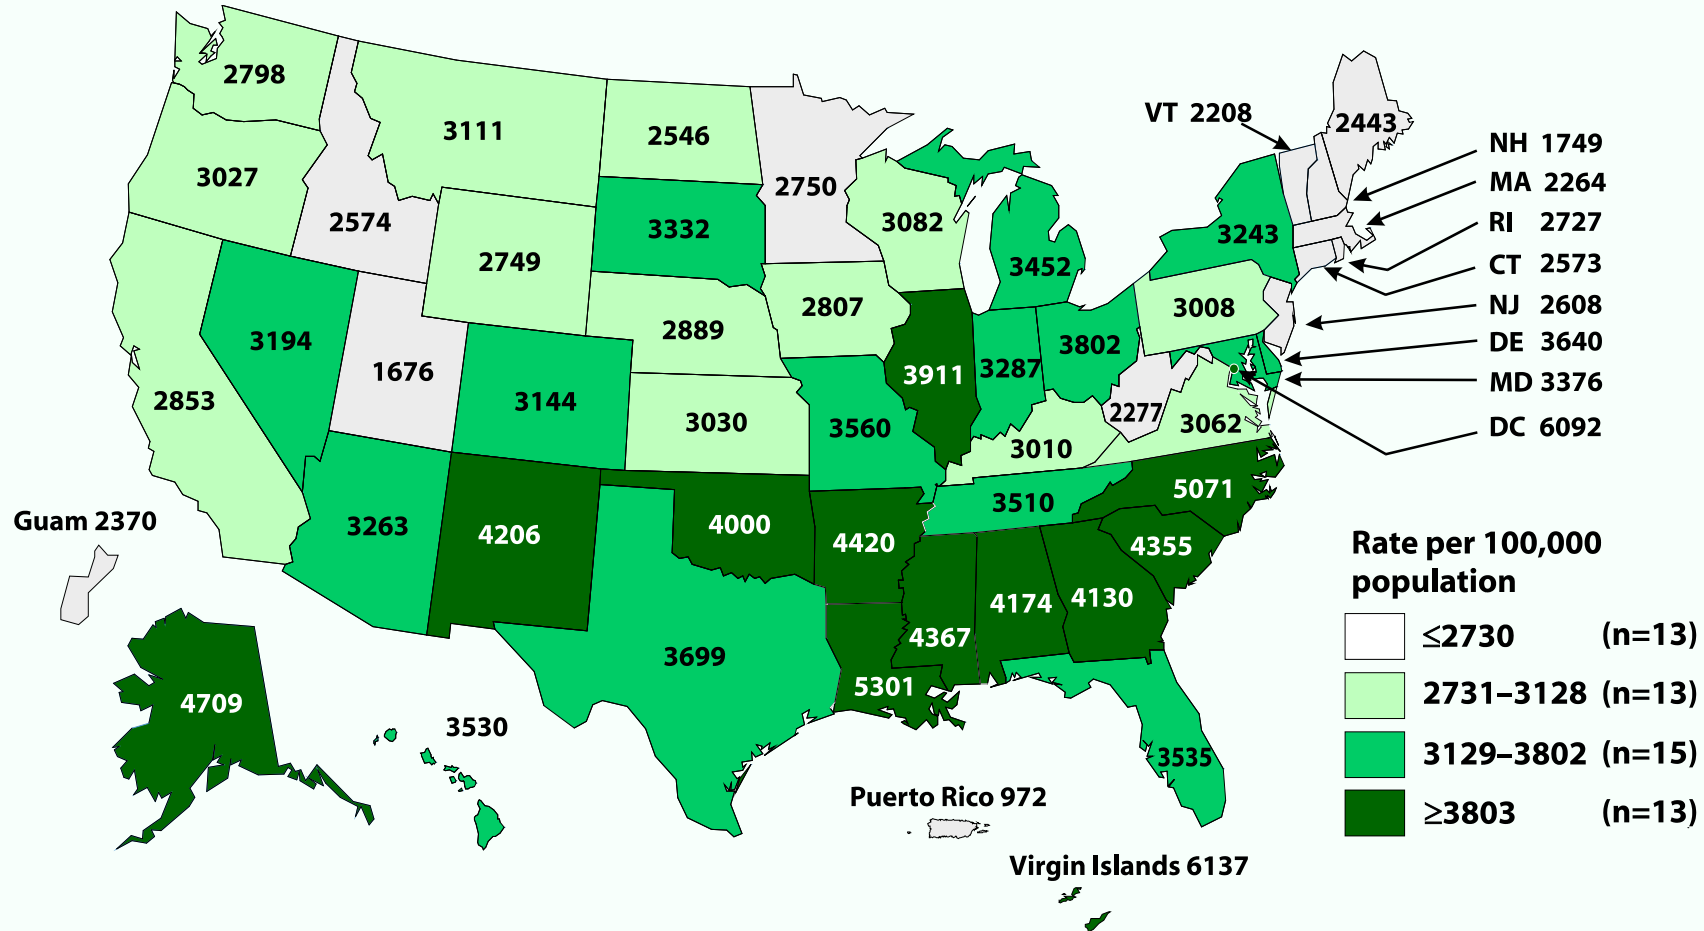 2798
3111
2546
2750
VT 2208
2443
NH 1749
MA 2264
RI 2727
CT 2573
NJ 2608
DE 3640
MD 3376
DC 6092
3027
2574
2749
3332
3082
3452
3243
3008
3194
1676
3144
2889
2807
3911
3287
3802
2853
3030
3560
3010
2277
3062
3263
4206
4000
4420
3510
5071
4355
Guam 2370
4709
3530
3699
5301
4367
4174
4130
3535
Puerto Rico 972
Virgin Islands 6137
Rate per 100,000
population
≤2730 (n=13)
2731–3128 (n=13)
3129–3802 (n=15)
≥3803 (n=13)